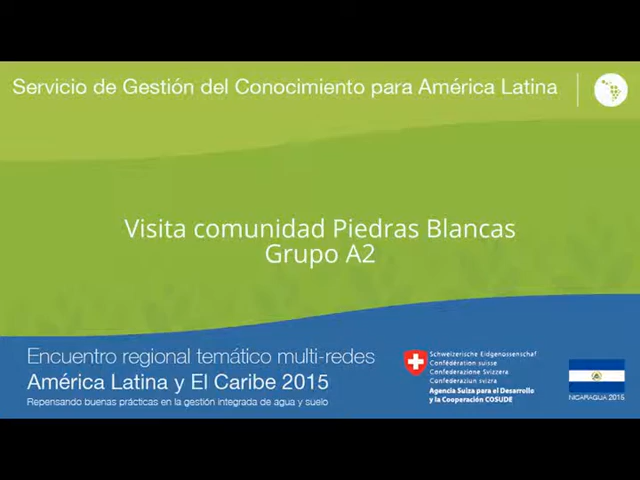 Servicio de Gestión del Conocimiento para América Latina
Visita comunidad Piedras Blancas
Grupo A2
Encuentro regional temático multi-redes
América Latina y El Caribe 2015
Repensando buenas prácticas en la gestión integrada de agua y suelo
Schweizerische Eidgenossenschaf
Confédération suisse
Confederazione Svizzera
Confederaziun svizra
Agencia Suiza para el Desarrollo
y la Cooperación COSUDE
NICARAGUA 2015